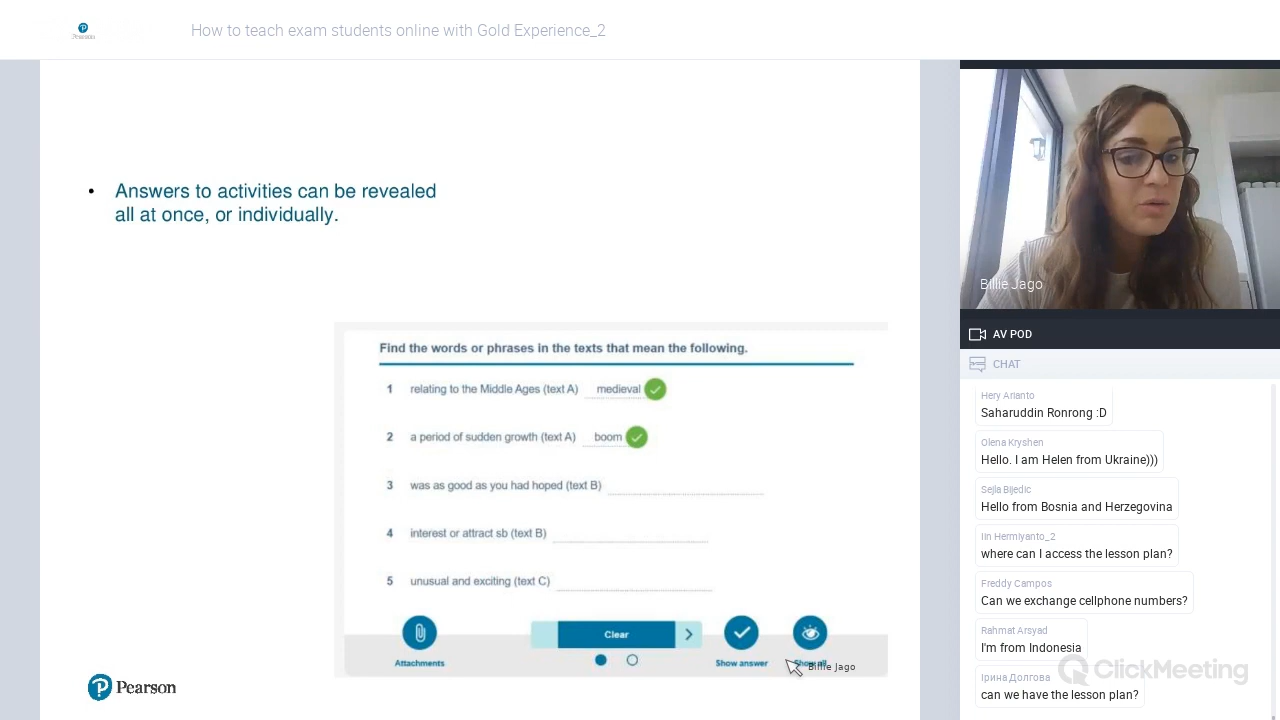 Pearson
How to teach exam students online with Gold Experience_2
• Answers to activities can be revealed
all at once, or individually.
Find the words or phrases in the texts that mean the following.
1 relating to the Middle Ages (text A) medieval
2 a period of sudden growth (text A) boom
3 was as good as you had hoped (text B)
4 interest or attract sb (text B)
5 unusual and exciting (text C)
Clear
Attachments
Show answer
Show all
Billie Jago
Pearson
Billie Jago
AV POD
CHAT
Hery Arianto
Saharuddin Ronrong :D
Olena Kryshen
Hello. I am Helen from Ukraine)))
Sejla Bijedic
Hello from Bosnia and Herzegovina
Iin Hermiyanto_2
where can I access the lesson plan?
Freddy Campos
Can we exchange cellphone numbers?
Rahmat Arsyad
I'm from Indonesia
Ірина Долгова
can we have the lesson plan?
ClickMeeting